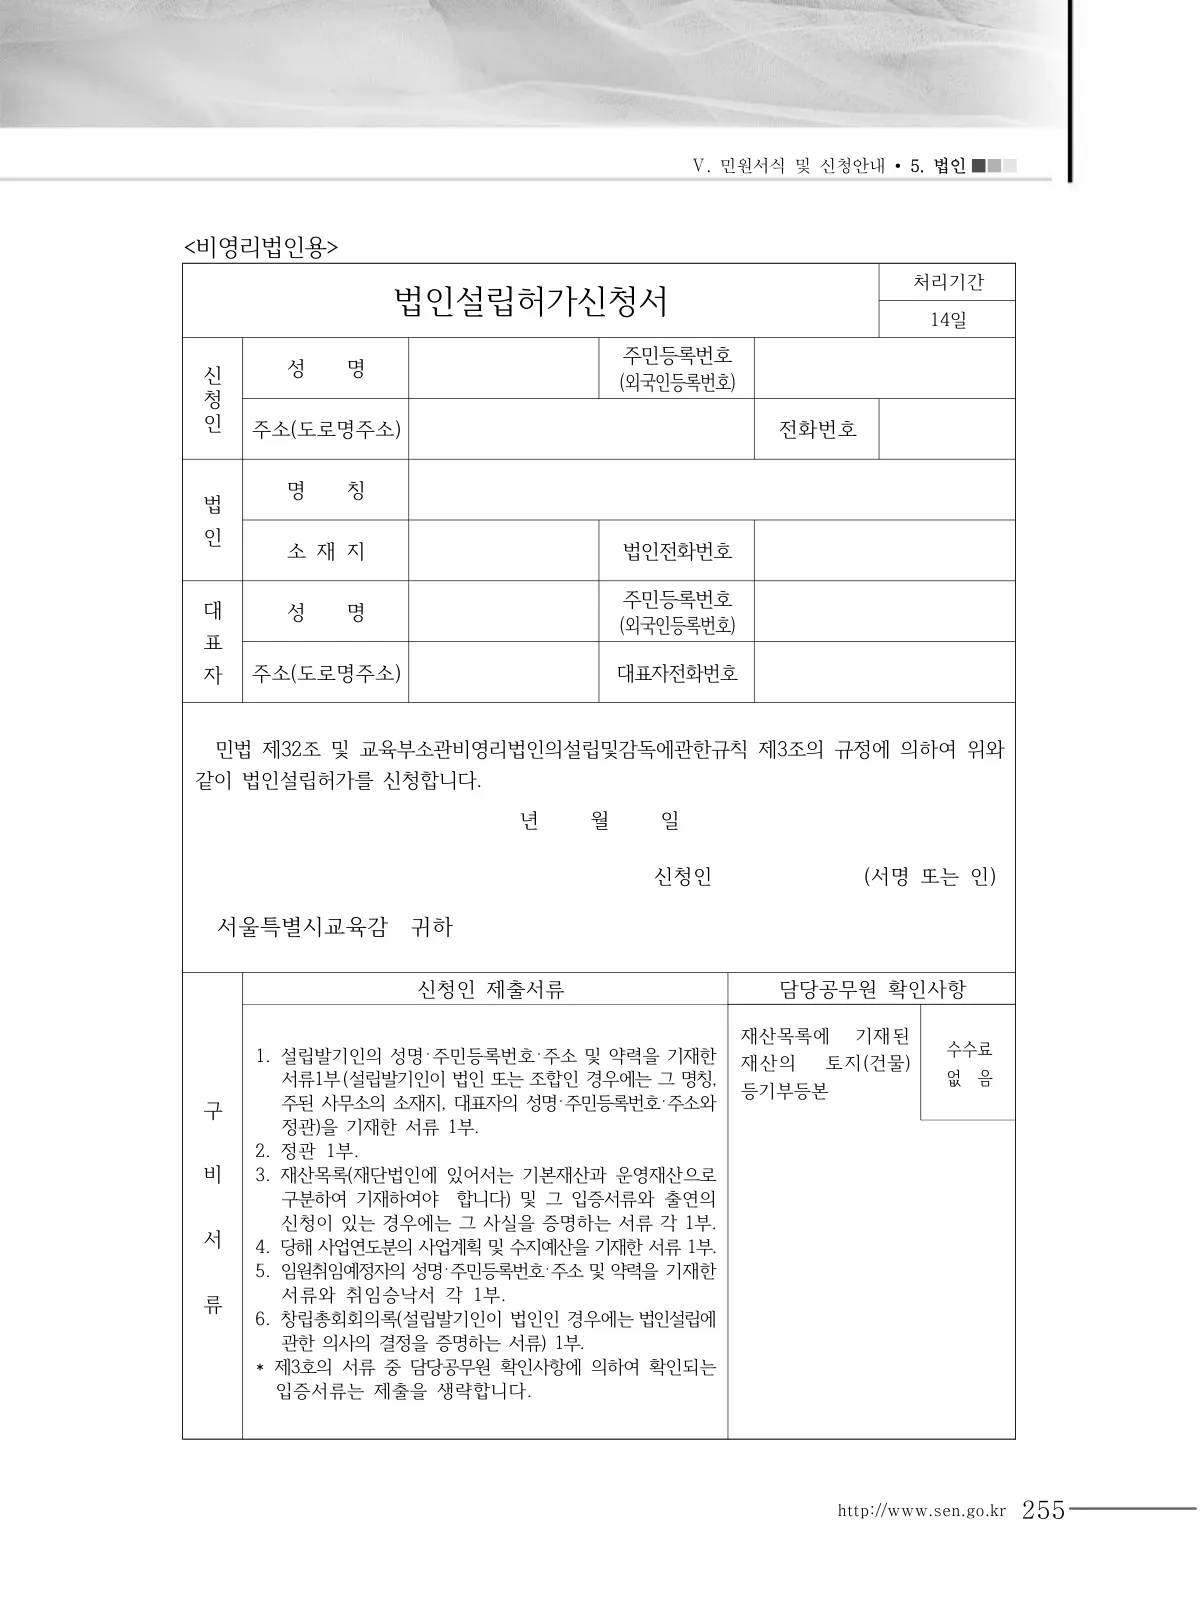 Ⅴ. 민원서식 및 신청안내 • 5. 법인
<비영리법인용>
법인설립허가신청서
처리기간
14일
신청인
성 명
주민등록번호
(외국인등록번호)
주소(도로명주소)
전화번호
법인
명 칭
소 재 지
법인전화번호
대표자
성 명
주민등록번호
(외국인등록번호)
주소(도로명주소)
대표자전화번호
민법 제32조 및 교육부소관비영리법인의설립및감독에관한규칙 제3조의 규정에 의하여 위와
같이 법인설립허가를 신청합니다.
년 월 일
신청인 (서명 또는 인)
서울특별시교육감 귀하
구비서류
신청인 제출서류
담당공무원 확인사항
1. 설립발기인의 성명·주민등록번호·주소 및 약력을 기재한
서류1부(설립발기인이 법인 또는 조합인 경우에는 그 명칭,
주된 사무소의 소재지, 대표자의 성명·주민등록번호·주소와
정관)을 기재한 서류 1부.
2. 정관 1부.
3. 재산목록(재단법인에 있어서는 기본재산과 운영재산으로
구분하여 기재하여야 합니다) 및 그 입증서류와 출연의
신청이 있는 경우에는 그 사실을 증명하는 서류 각 1부.
4. 당해 사업연도분의 사업계획 및 수지예산을 기재한 서류 1부.
5. 임원취임예정자의 성명·주민등록번호·주소 및 약력을 기재한
서류와 취임승낙서 각 1부.
6. 창립총회회의록(설립발기인이 법인인 경우에는 법인설립에
관한 의사의 결정을 증명하는 서류) 1부.
* 제3호의 서류 중 담당공무원 확인사항에 의하여 확인되는
입증서류는 제출을 생략합니다.
재산목록에 기재된
재산의 토지(건물)
등기부등본
수수료
없 음
http://www.sen.go.kr 255